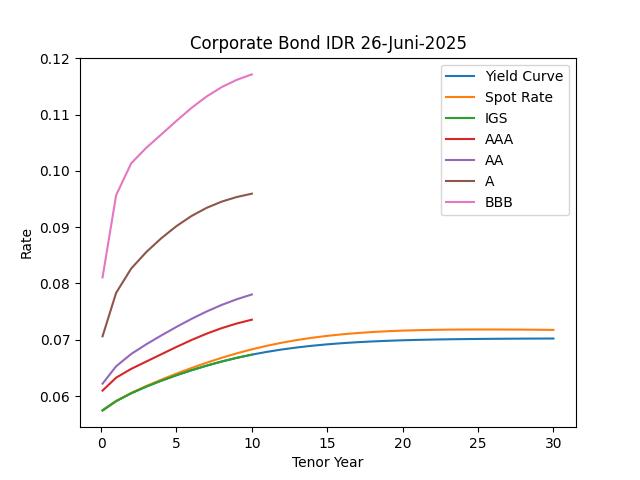 Corporate Bond IDR 26-Juni-2025
0.12
0.11
0.10
0.09
0.08
0.07
0.06
Rate
0
5
10
15
20
25
30
Tenor Year
Yield Curve
Spot Rate
IGS
AAA
AA
A
BBB